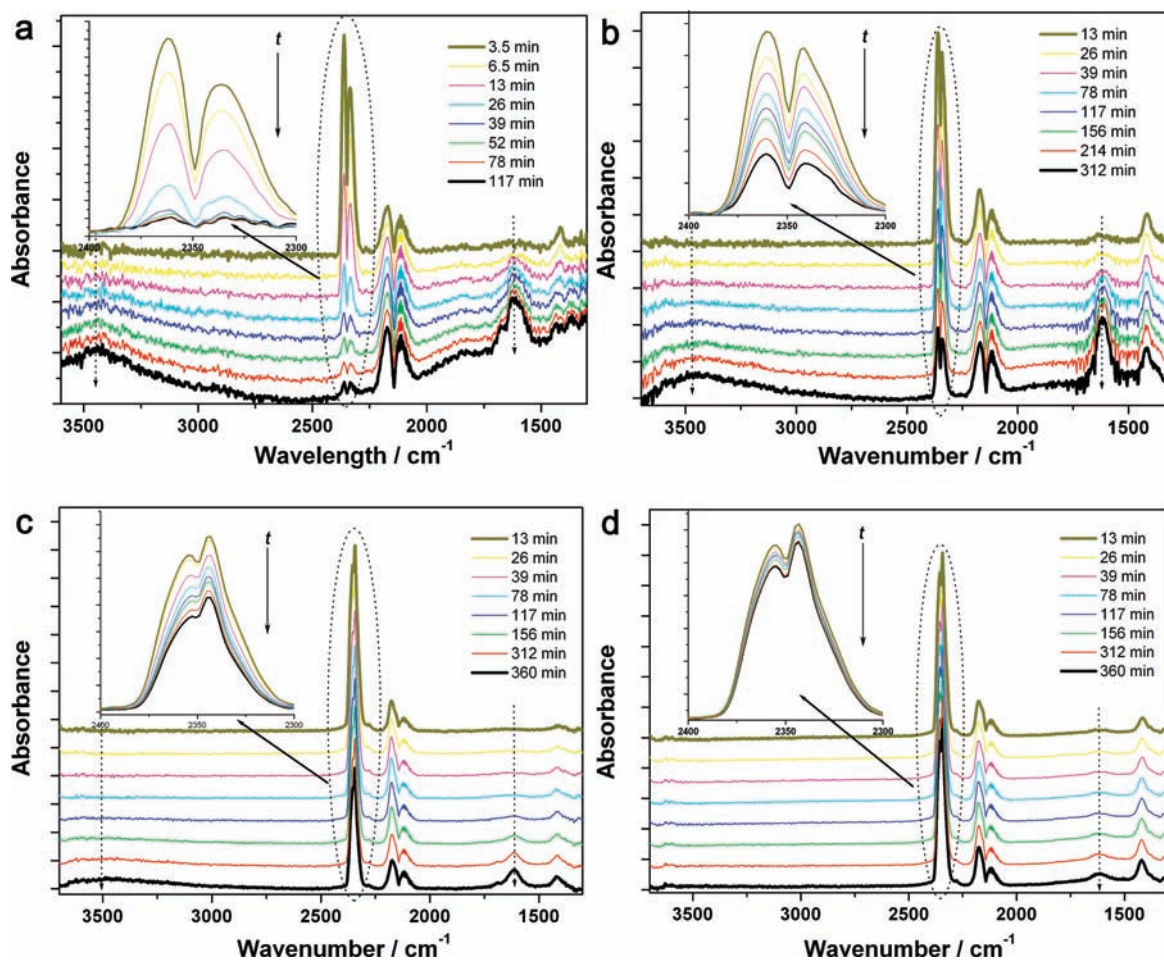 a
t
3.5 min
6.5 min
13 min
26 min
39 min
52 min
78 min
117 min
2400 2350 2300
Absorbance
3500 3000 2500 2000 1500
Wavelength / cm⁻¹
b
t
13 min
26 min
39 min
78 min
117 min
156 min
214 min
312 min
2400 2350 2300
Absorbance
3500 3000 2500 2000 1500
Wavenumber / cm⁻¹
c
t
13 min
26 min
39 min
78 min
117 min
156 min
312 min
360 min
2400 2350 2300
Absorbance
3500 3000 2500 2000 1500
Wavenumber / cm⁻¹
d
t
13 min
26 min
39 min
78 min
117 min
156 min
312 min
360 min
2400 2350 2300
Absorbance
3500 3000 2500 2000 1500
Wavenumber / cm⁻¹